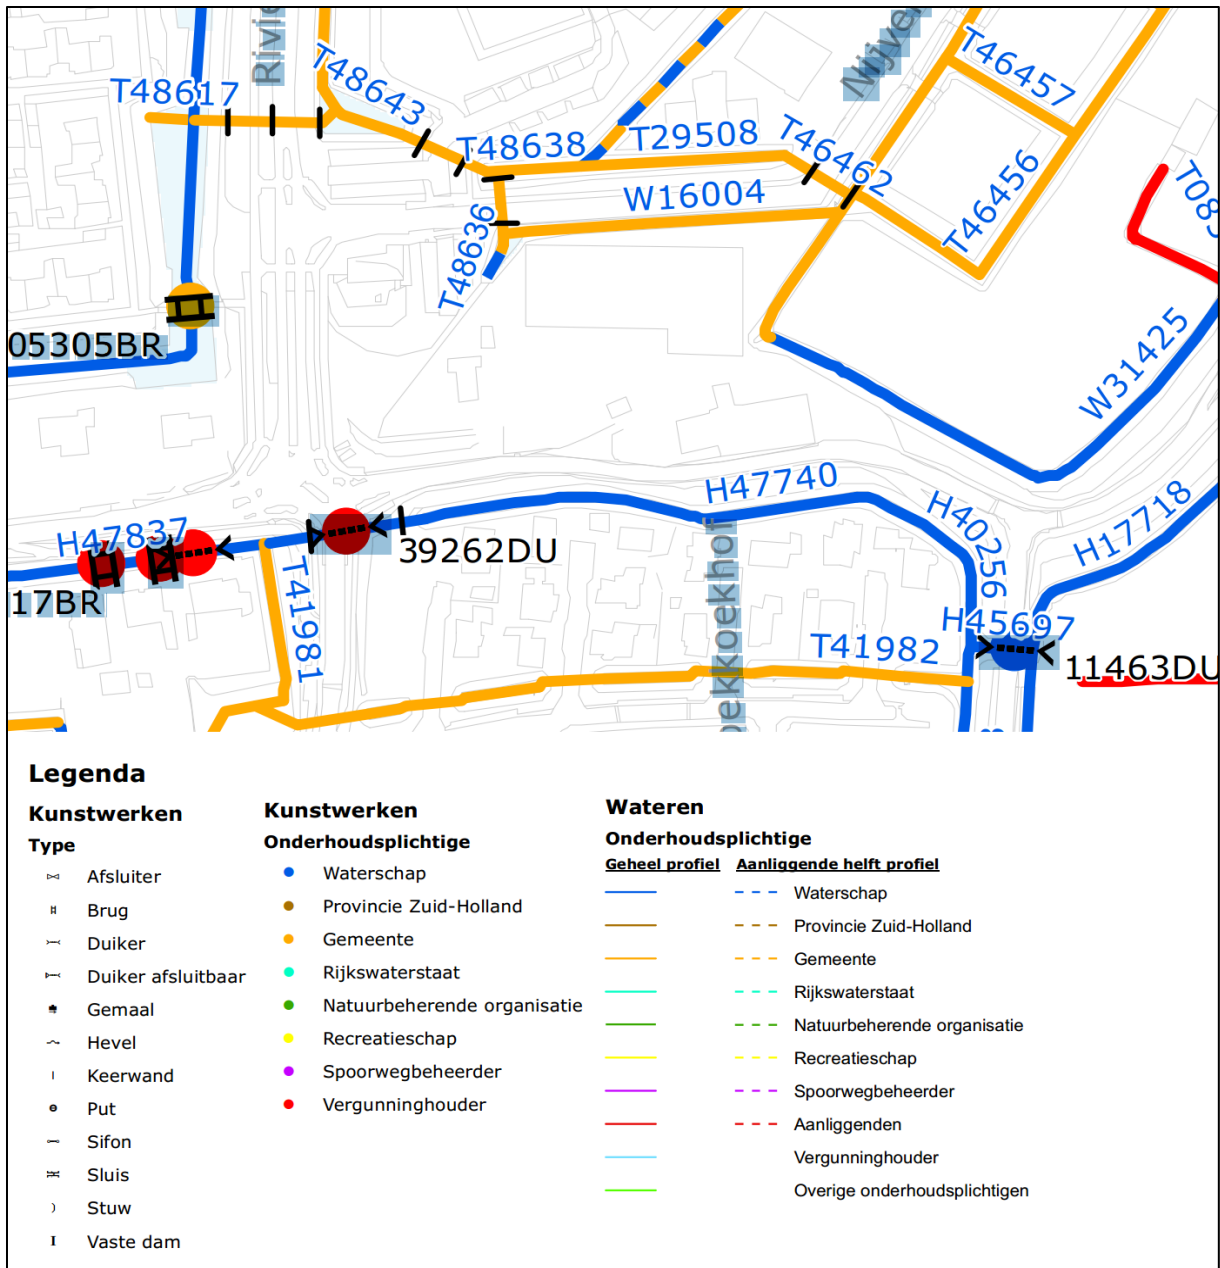 T48617
T48643
T48638
T29508
T46462
T46457
T46456
W16004
T48636
05305BR
W31425
H47740
H40256
H17718
H47837
39262DU
17BR
T41981
H45697
T41982
11463DU
Legenda
Kunstwerken
Type
Afsluiter
Brug
Duiker
Duiker afsluitbaar
Gemaal
Hevel
Keerwand
Put
Sifon
Sluis
Stuw
Vaste dam
Kunstwerken
Onderhoudsplichtige
Waterschap
Provincie Zuid-Holland
Gemeente
Rijkswaterstaat
Natuurbeherende organisatie
Recreatieschap
Spoorwegbeheerder
Vergunninghouder
Wateren
Onderhoudsplichtige
Geheel profiel Aanliggende helft profiel
Waterschap
Provincie Zuid-Holland
Gemeente
Rijkswaterstaat
Natuurbeherende organisatie
Recreatieschap
Spoorwegbeheerder
Aanliggenden
Vergunninghouder
Overige onderhoudsplichtigen